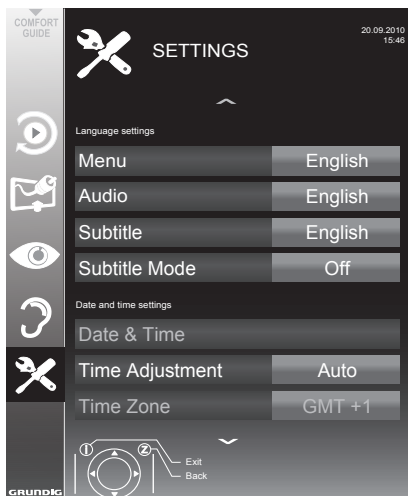 COMFORT
GUIDE
SETTINGS
20.09.2010
15:46
Language settings
Menu English
Audio English
Subtitle English
Subtitle Mode Off
Date and time settings
Date & Time
Time Adjustment Auto
Time Zone GMT +1
Z
Exit
Back
GRUNDIG